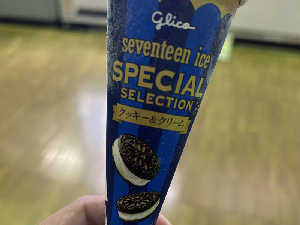 Glico
seventeen ice
SPECIAL
SELECTION
クッキー&クリーム